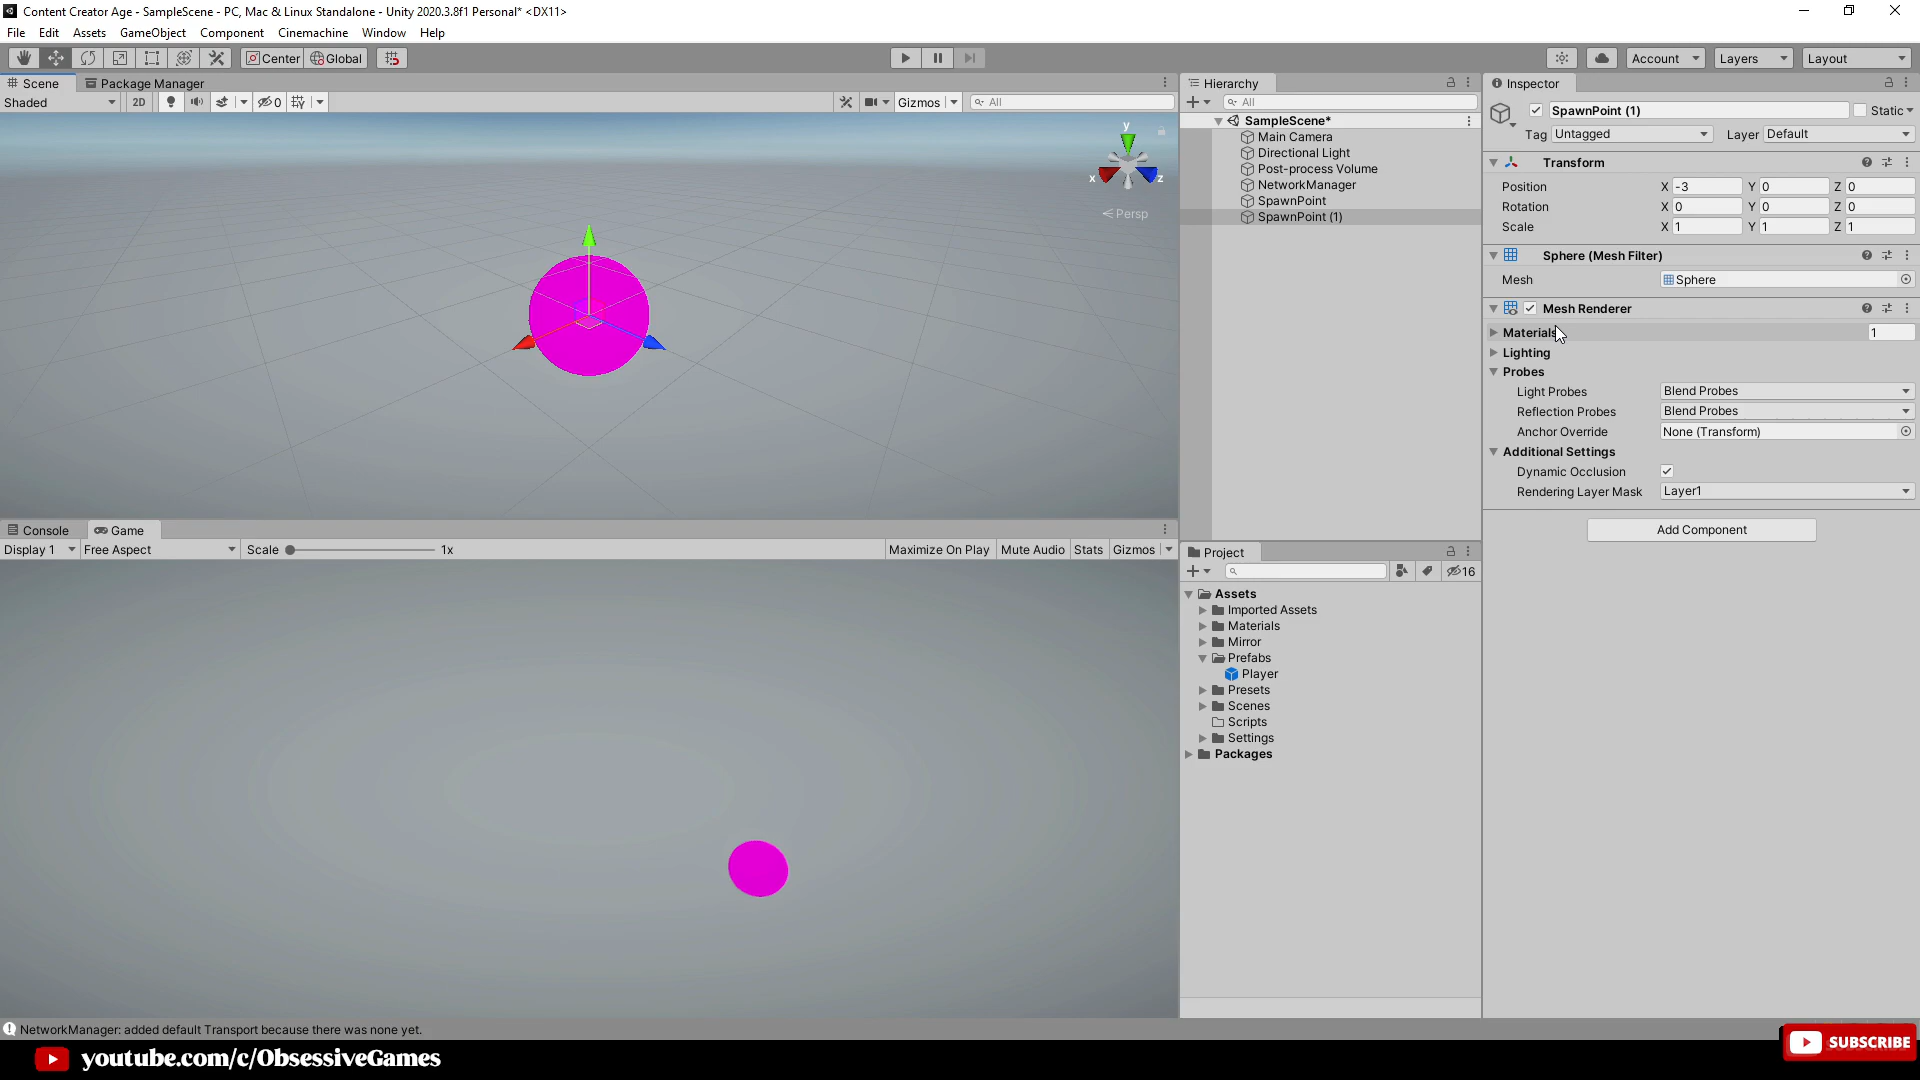 Content Creator Age - SampleScene - PC, Mac & Linux Standalone - Unity 2020.3.8f1 Personal* <DX11>
File Edit Assets GameObject Component Cinemachine Window Help
Center Global Account Layers Layout
Scene Package Manager
Shaded 2D 0 Gizmos All
y
x z
Persp
Console Game
Display 1 Free Aspect Scale 1x Maximize On Play Mute Audio Stats Gizmos
Hierarchy
All
SampleScene*
Main Camera
Directional Light
Post-process Volume
NetworkManager
SpawnPoint
SpawnPoint (1)
Project
16
Assets
Imported Assets
Materials
Mirror
Prefabs
Player
Presets
Scenes
Scripts
Settings
Packages
Inspector
SpawnPoint (1) Static
Tag Untagged Layer Default
Transform
Position X -3 Y 0 Z 0
Rotation X 0 Y 0 Z 0
Scale X 1 Y 1 Z 1
Sphere (Mesh Filter)
Mesh Sphere
Mesh Renderer
Materials 1
Lighting
Probes
Light Probes Blend Probes
Reflection Probes Blend Probes
Anchor Override None (Transform)
Additional Settings
Dynamic Occlusion
Rendering Layer Mask Layer1
Add Component
NetworkManager: added default Transport because there was none yet.
youtube.com/c/ObsessiveGames
SUBSCRIBE